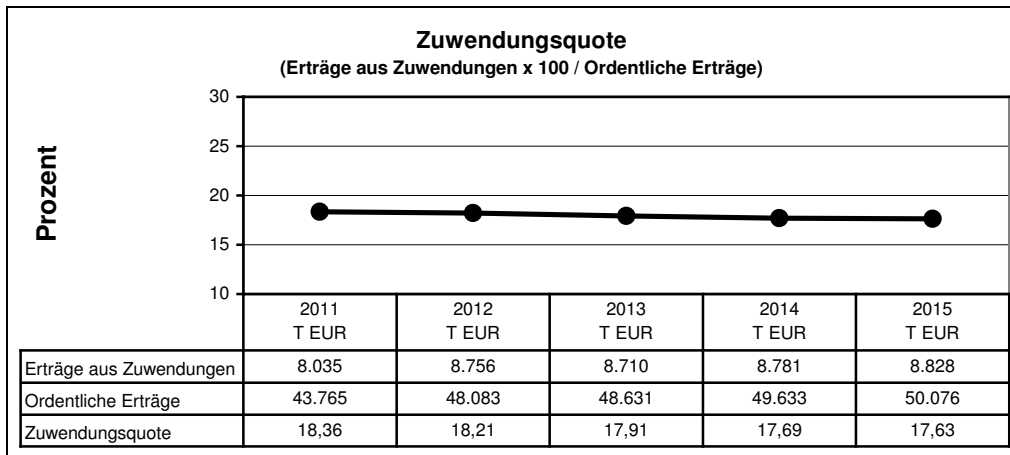 Zuwendungsquote
(Erträge aus Zuwendungen x 100 / Ordentliche Erträge)
Prozent
30
25
20
15
10
2011 2012 2013 2014 2015
T EUR T EUR T EUR T EUR T EUR
Erträge aus Zuwendungen 8.035 8.756 8.710 8.781 8.828
Ordentliche Erträge 43.765 48.083 48.631 49.633 50.076
Zuwendungsquote 18,36 18,21 17,91 17,69 17,63